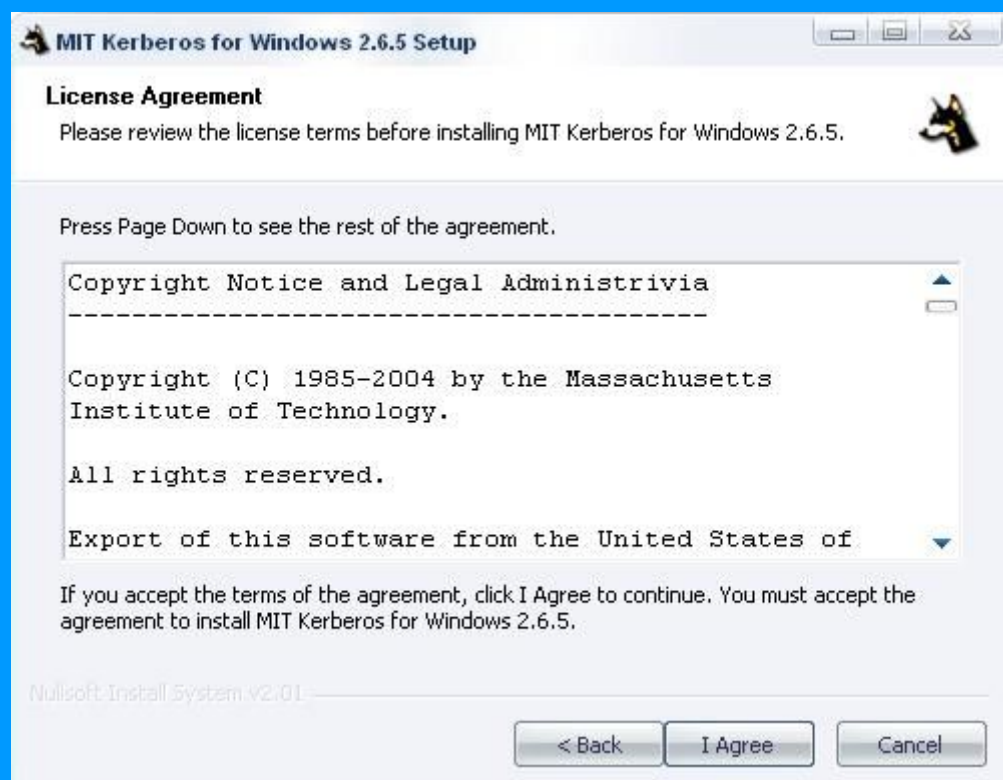 MIT Kerberos for Windows 2.6.5 Setup
License Agreement
Please review the license terms before installing MIT Kerberos for Windows 2.6.5.
Press Page Down to see the rest of the agreement.
Copyright Notice and Legal Administrivia
----------------------------------------
Copyright (C) 1985-2004 by the Massachusetts
Institute of Technology.
All rights reserved.
Export of this software from the United States of
If you accept the terms of the agreement, click I Agree to continue. You must accept the
agreement to install MIT Kerberos for Windows 2.6.5.
Nullsoft Install System v2.01
< Back I Agree Cancel